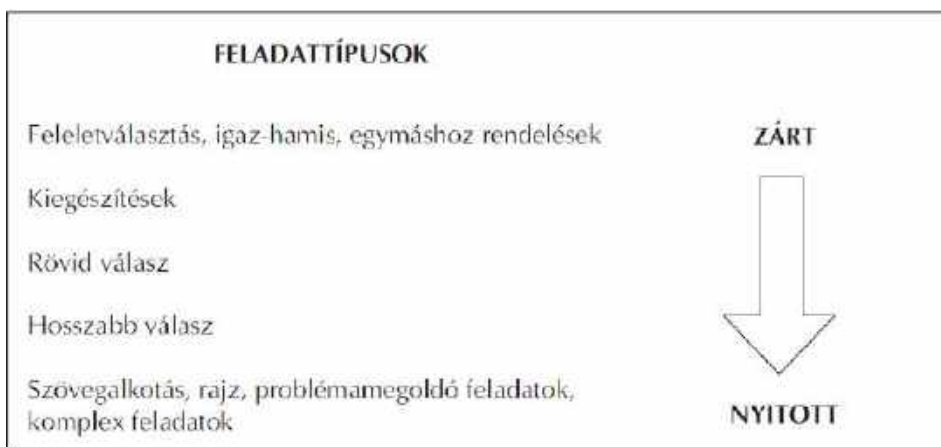 FELADATTÍPUSOK
Feleletválasztás, igaz-hamis, egymáshoz rendelések
ZÁRT
Kiegészítések
Rövid válasz
Hosszabb válasz
Szövegalkotás, rajz, problémamegoldó feladatok,
komplex feladatok
NYITOTT